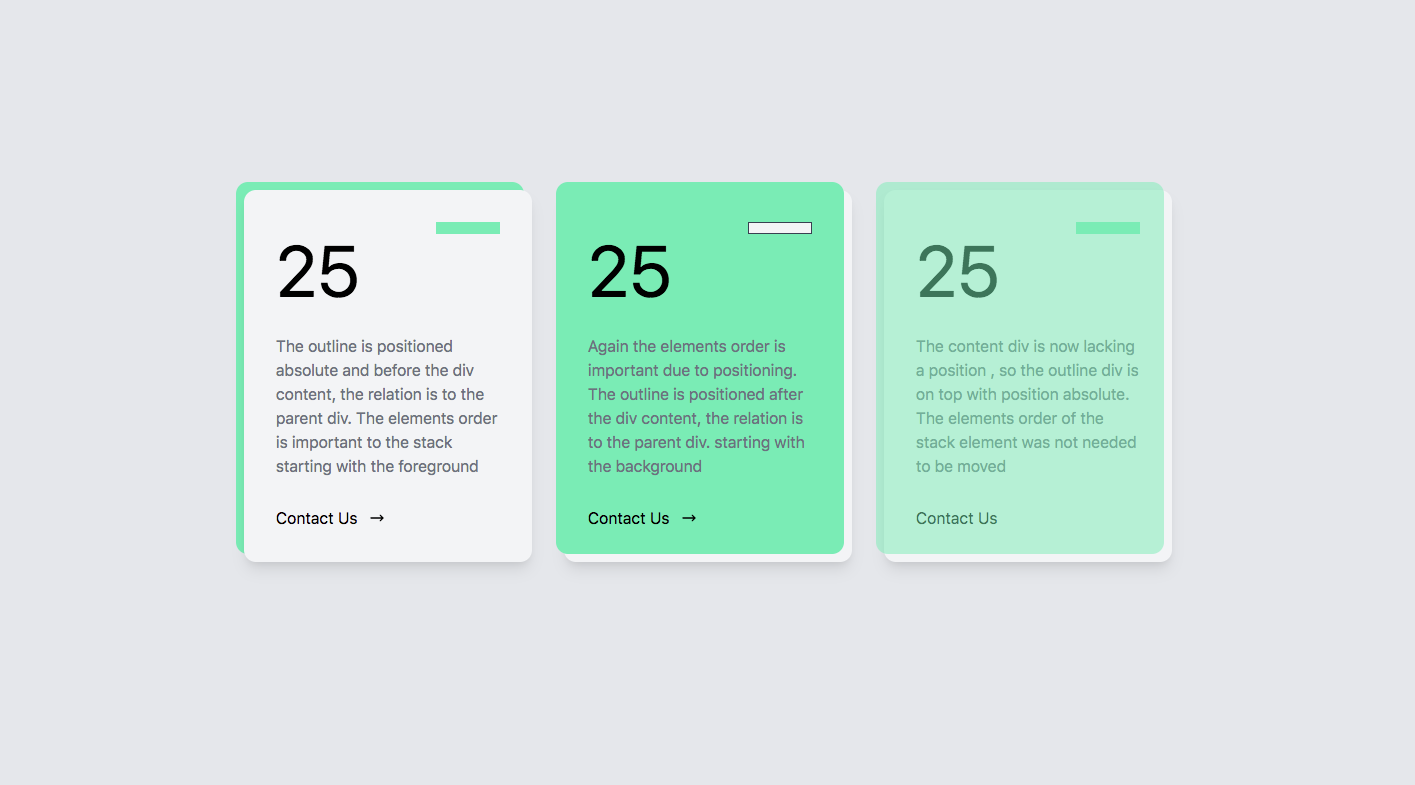 25
The outline is positioned
absolute and before the div
content, the relation is to the
parent div. The elements order
is important to the stack
starting with the foreground
Contact Us →
25
Again the elements order is
important due to positioning.
The outline is positioned after
the div content, the relation is
to the parent div. starting with
the background
Contact Us →
25
The content div is now lacking
a position , so the outline div is
on top with position absolute.
The elements order of the
stack element was not needed
to be moved
Contact Us